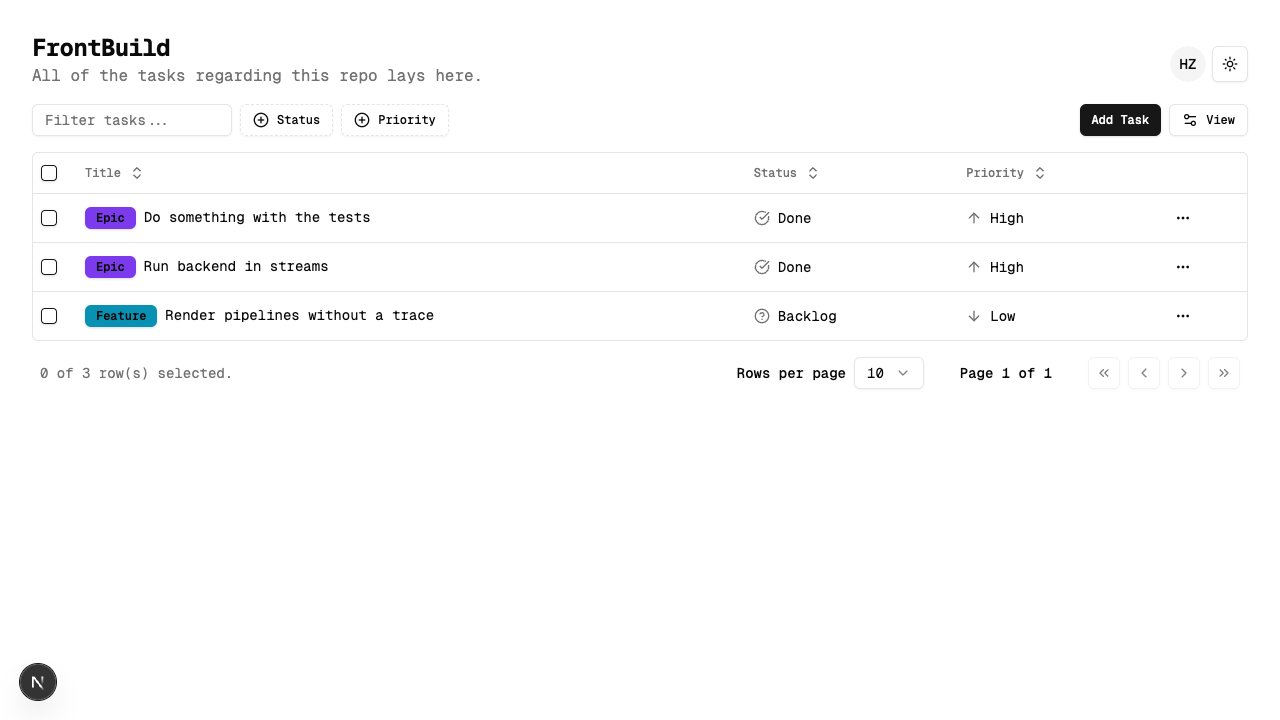 FrontBuild
All of the tasks regarding this repo lays here.
HZ
Filter tasks...
Status
Priority
Add Task
View
Title
Status
Priority
Epic Do something with the tests Done High
Epic Run backend in streams Done High
Feature Render pipelines without a trace Backlog Low
0 of 3 row(s) selected.
Rows per page 10
Page 1 of 1
N